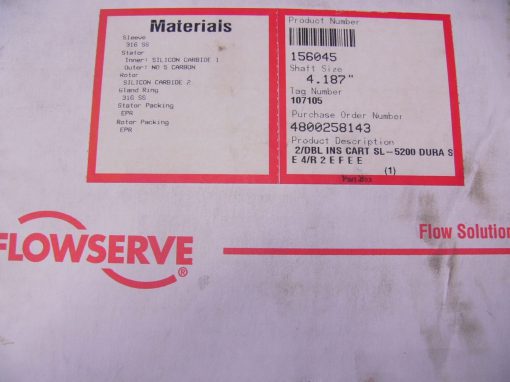 Materials
Sleeve
316 SS
Stator
Inner: SILICON CARBIDE 1
Outer: NO 5 CARBON
Rotor
SILICON CARBIDE 2
Gland Ring
316 SS
Stator Packing
EPR
Rotor Packing
EPR
Product Number
156045
Shaft Size
4.187"
Tag Number
107105
Purchase Order Number
4800258143
Product Description
2/DBL INS CART SL-5200 DURA S
E 4/R 2 E F E E
(1)
FLOWSERVE®
Flow Solution